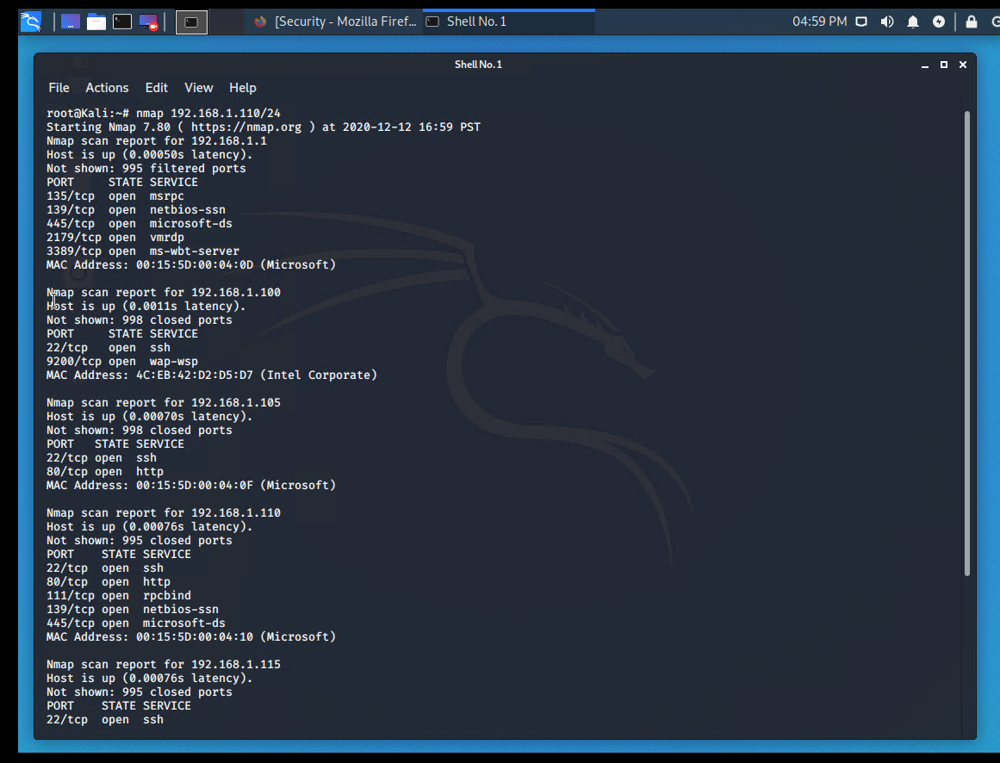 [Security - Mozilla Firef...
Shell No. 1
04:59 PM
Shell No. 1
File Actions Edit View Help
root@Kali:~# nmap 192.168.1.110/24
Starting Nmap 7.80 ( https://nmap.org ) at 2020-12-12 16:59 PST
Nmap scan report for 192.168.1.1
Host is up (0.00050s latency).
Not shown: 995 filtered ports
PORT     STATE SERVICE
135/tcp  open  msrpc
139/tcp  open  netbios-ssn
445/tcp  open  microsoft-ds
2179/tcp open  vmrdp
3389/tcp open  ms-wbt-server
MAC Address: 00:15:5D:00:04:0D (Microsoft)
Nmap scan report for 192.168.1.100
Host is up (0.0011s latency).
Not shown: 998 closed ports
PORT     STATE SERVICE
22/tcp   open  ssh
9200/tcp open  wap-wsp
MAC Address: 4C:EB:42:D2:D5:D7 (Intel Corporate)
Nmap scan report for 192.168.1.105
Host is up (0.00070s latency).
Not shown: 998 closed ports
PORT   STATE SERVICE
22/tcp open  ssh
80/tcp open  http
MAC Address: 00:15:5D:00:04:0F (Microsoft)
Nmap scan report for 192.168.1.110
Host is up (0.00076s latency).
Not shown: 995 closed ports
PORT    STATE SERVICE
22/tcp  open  ssh
80/tcp  open  http
111/tcp open  rpcbind
139/tcp open  netbios-ssn
445/tcp open  microsoft-ds
MAC Address: 00:15:5D:00:04:10 (Microsoft)
Nmap scan report for 192.168.1.115
Host is up (0.00076s latency).
Not shown: 995 closed ports
PORT    STATE SERVICE
22/tcp  open  ssh